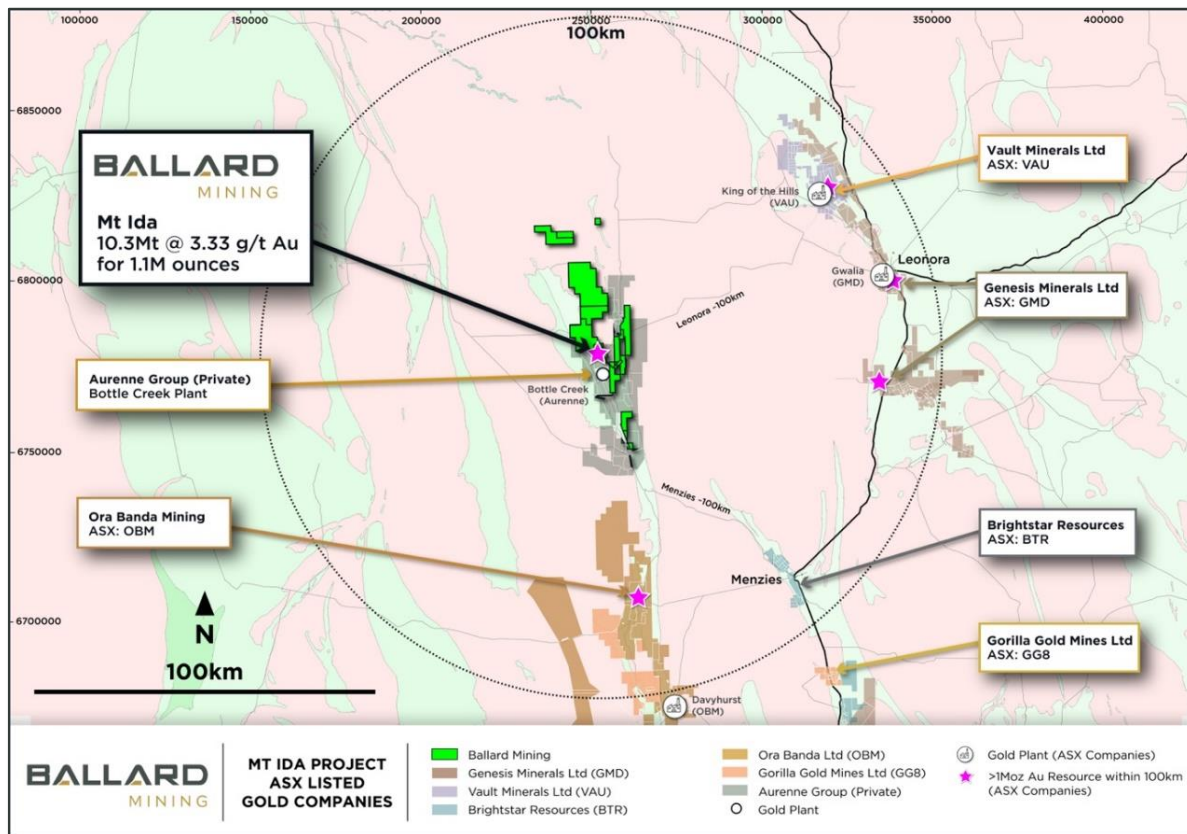 100000
150000
200000
250000
300000
350000
400000
100km
6850000
6800000
6750000
6700000
BALLARD
MINING
Mt Ida
10.3Mt @ 3.33 g/t Au
for 1.1M ounces
Vault Minerals Ltd
ASX: VAU
King of the Hills
(VAU)
Leonora
Gwalia
(GMD)
Genesis Minerals Ltd
ASX: GMD
Leonora ~100km
Aurenne Group (Private)
Bottle Creek Plant
Bottle Creek
(Aurenne)
Menzies ~100km
Ora Banda Mining
ASX: OBM
Brightstar Resources
ASX: BTR
Menzies
N
100km
Gorilla Gold Mines Ltd
ASX: GG8
Davyhurst
(OBM)
BALLARD
MINING
MT IDA PROJECT
ASX LISTED
GOLD COMPANIES
Ballard Mining
Genesis Minerals Ltd (GMD)
Vault Minerals Ltd (VAU)
Brightstar Resources (BTR)
Ora Banda Ltd (OBM)
Gorilla Gold Mines Ltd (GG8)
Aurenne Group (Private)
Gold Plant
Gold Plant (ASX Companies)
>1Moz Au Resource within 100km
(ASX Companies)